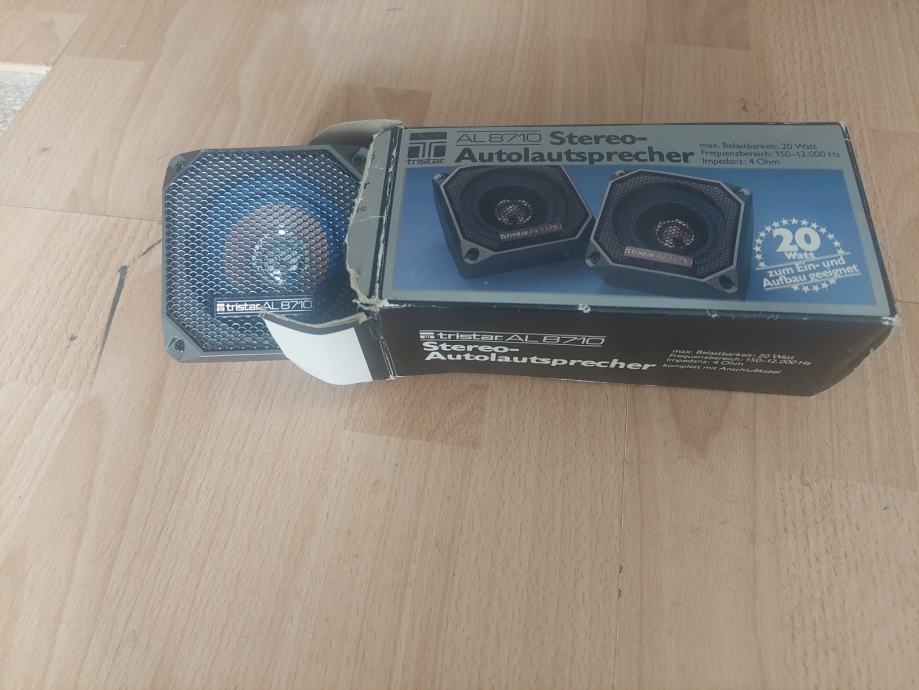 tristar
AL 8710 Stereo-
Autolautsprecher
max. Belastbarkeit: 20 Watt
Frequenzbereich: 150–12.000 Hz
Impedanz: 4 Ohm
20
Watt
zum Ein- und
Aufbau geeignet
tristar AL 8710
tristar AL 8710
Stereo-
Autolautsprecher
max. Belastbarkeit: 20 Watt
Frequenzbereich: 150–12.000 Hz
Impedanz: 4 Ohm
komplett mit Anschlußkabel